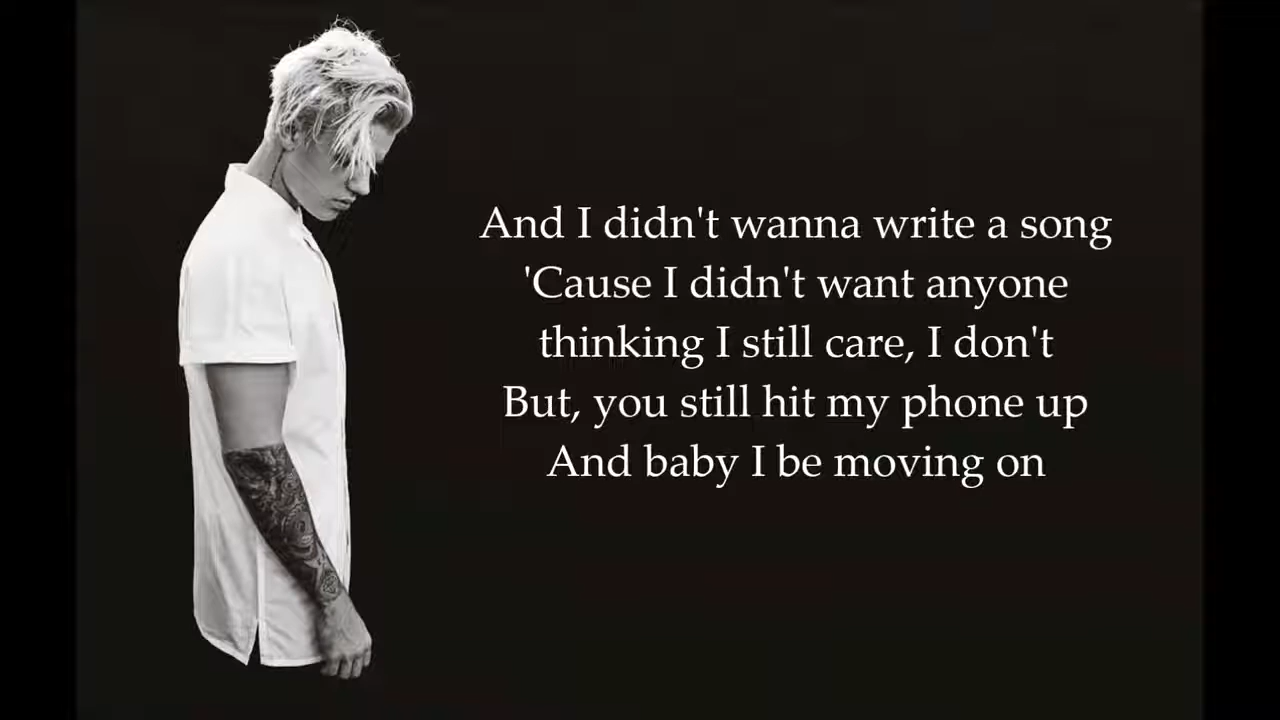 And I didn't wanna write a song
'Cause I didn't want anyone
thinking I still care, I don't
But, you still hit my phone up
And baby I be moving on